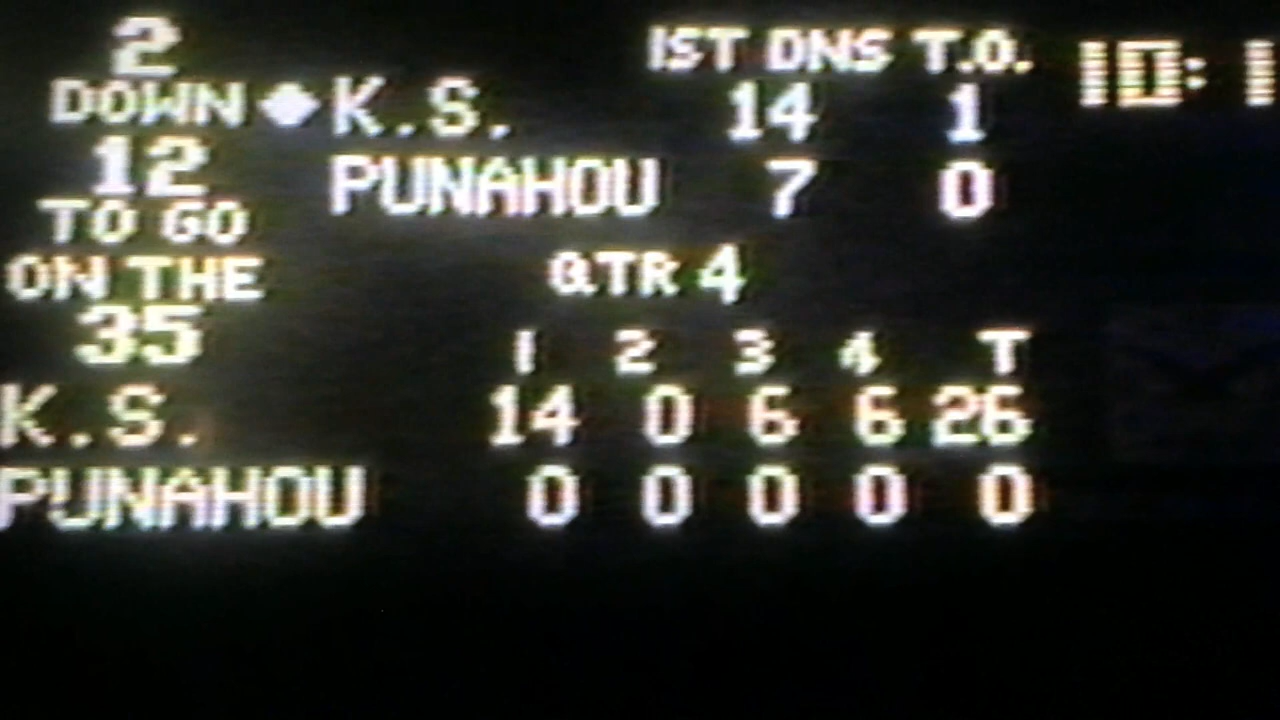 2
DOWN
12
TO GO
ON THE
35
1ST DNS T.O. 10:1
◆K.S. 14 1
PUNAHOU 7 0
QTR 4
1 2 3 4 T
K.S. 14 0 6 6 26
PUNAHOU 0 0 0 0 0